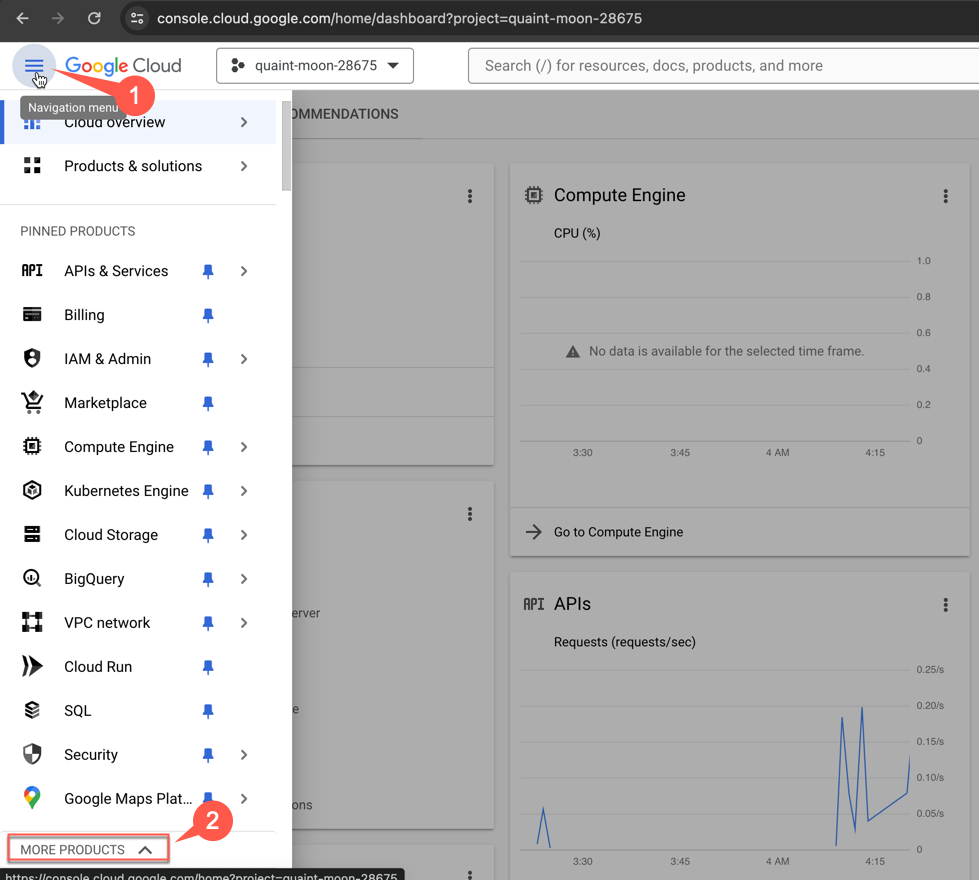 console.cloud.google.com/home/dashboard?project=quaint-moon-28675
Google Cloud
quaint-moon-28675
Search (/) for resources, docs, products, and more
1
Navigation menu
Cloud overview
OMMENDATIONS
Products & solutions
PINNED PRODUCTS
API APIs & Services
Billing
IAM & Admin
Marketplace
Compute Engine
Kubernetes Engine
Cloud Storage
BigQuery
VPC network
Cloud Run
SQL
Security
Google Maps Plat...
2
MORE PRODUCTS
https://console.cloud.google.com/home?project=quaint-moon-28675
erver
e
ons
Compute Engine
CPU (%)
1.0
0.8
0.6
No data is available for the selected time frame.
0.4
0.2
0
3:30 3:45 4 AM 4:15
Go to Compute Engine
API APIs
Requests (requests/sec)
0.25/s
0.20/s
0.15/s
0.10/s
0.05/s
0
3:30 3:45 4 AM 4:15